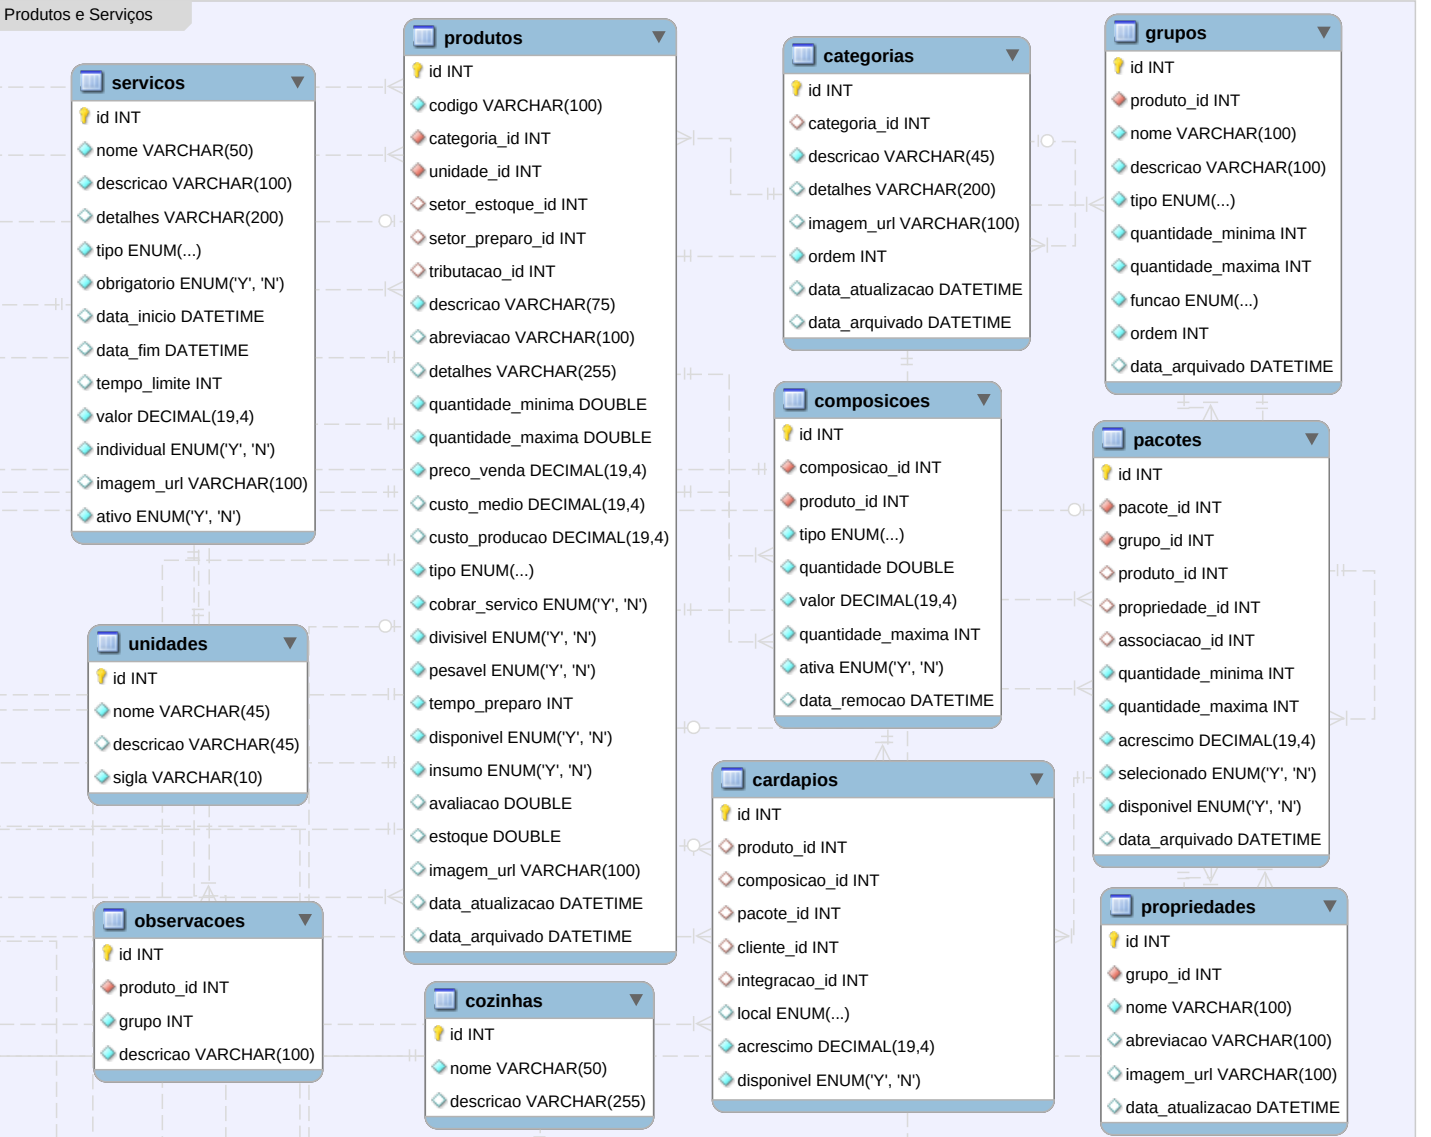 Produtos e Serviços
servicos
id INT
nome VARCHAR(50)
descricao VARCHAR(100)
detalhes VARCHAR(200)
tipo ENUM(...)
obrigatorio ENUM('Y', 'N')
data_inicio DATETIME
data_fim DATETIME
tempo_limite INT
valor DECIMAL(19,4)
individual ENUM('Y', 'N')
imagem_url VARCHAR(100)
ativo ENUM('Y', 'N')
unidades
id INT
nome VARCHAR(45)
descricao VARCHAR(45)
sigla VARCHAR(10)
observacoes
id INT
produto_id INT
grupo INT
descricao VARCHAR(100)
produtos
id INT
codigo VARCHAR(100)
categoria_id INT
unidade_id INT
setor_estoque_id INT
setor_preparo_id INT
tributacao_id INT
descricao VARCHAR(75)
abreviacao VARCHAR(100)
detalhes VARCHAR(255)
quantidade_minima DOUBLE
quantidade_maxima DOUBLE
preco_venda DECIMAL(19,4)
custo_medio DECIMAL(19,4)
custo_producao DECIMAL(19,4)
tipo ENUM(...)
cobrar_servico ENUM('Y', 'N')
divisivel ENUM('Y', 'N')
pesavel ENUM('Y', 'N')
tempo_preparo INT
disponivel ENUM('Y', 'N')
insumo ENUM('Y', 'N')
avaliacao DOUBLE
estoque DOUBLE
imagem_url VARCHAR(100)
data_atualizacao DATETIME
data_arquivado DATETIME
cozinhas
id INT
nome VARCHAR(50)
descricao VARCHAR(255)
categorias
id INT
categoria_id INT
descricao VARCHAR(45)
detalhes VARCHAR(200)
imagem_url VARCHAR(100)
ordem INT
data_atualizacao DATETIME
data_arquivado DATETIME
composicoes
id INT
composicao_id INT
produto_id INT
tipo ENUM(...)
quantidade DOUBLE
valor DECIMAL(19,4)
quantidade_maxima INT
ativa ENUM('Y', 'N')
data_remocao DATETIME
cardapios
id INT
produto_id INT
composicao_id INT
pacote_id INT
cliente_id INT
integracao_id INT
local ENUM(...)
acrescimo DECIMAL(19,4)
disponivel ENUM('Y', 'N')
grupos
id INT
produto_id INT
nome VARCHAR(100)
descricao VARCHAR(100)
tipo ENUM(...)
quantidade_minima INT
quantidade_maxima INT
funcao ENUM(...)
ordem INT
data_arquivado DATETIME
pacotes
id INT
pacote_id INT
grupo_id INT
produto_id INT
propriedade_id INT
associacao_id INT
quantidade_minima INT
quantidade_maxima INT
acrescimo DECIMAL(19,4)
selecionado ENUM('Y', 'N')
disponivel ENUM('Y', 'N')
data_arquivado DATETIME
propriedades
id INT
grupo_id INT
nome VARCHAR(100)
abreviacao VARCHAR(100)
imagem_url VARCHAR(100)
data_atualizacao DATETIME